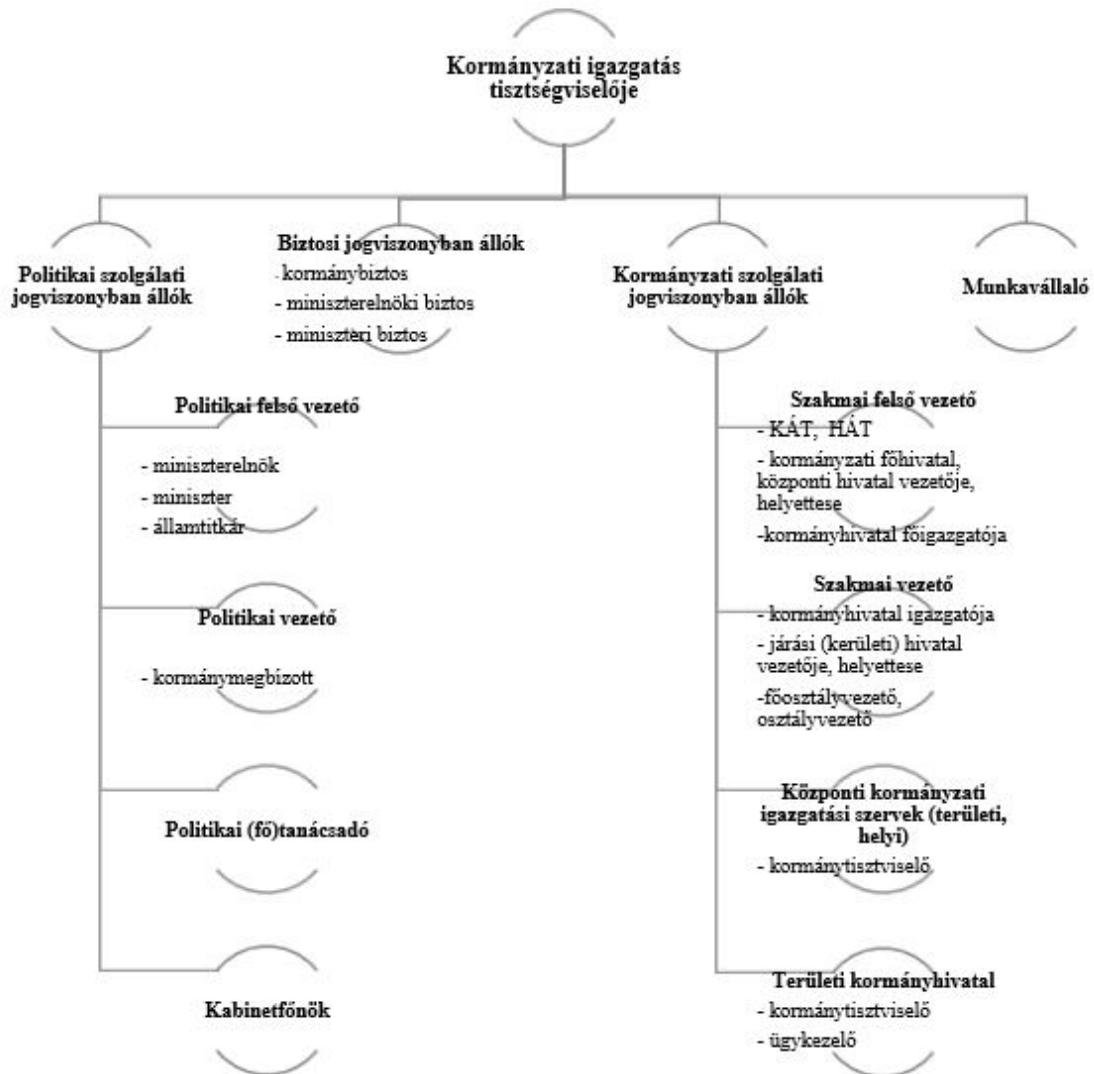 Kormányzati igazgatás
tisztségviselője
Politikai szolgálati
jogviszonyban állók
Biztosi jogviszonyban állók
- kormánybiztos
- miniszterelnöki biztos
- miniszteri biztos
Kormányzati szolgálati
jogviszonyban állók
Munkavállaló
Politikai felső vezető
- miniszterelnök
- miniszter
- államtitkár
Politikai vezető
- kormánymegbízott
Politikai (fő)tanácsadó
Kabinetfőnök
Szakmai felső vezető
- KÁT, HÁT
- kormányzati főhivatal,
központi hivatal vezetője,
helyettese
-kormányhivatal főigazgatója
Szakmai vezető
- kormányhivatal igazgatója
- járási (kerületi) hivatal
vezetője, helyettese
-főosztályvezető,
osztályvezető
Központi kormányzati
igazgatási szervek (területi,
helyi)
- kormánytisztviselő
Területi kormányhivatal
- kormánytisztviselő
- ügykezelő